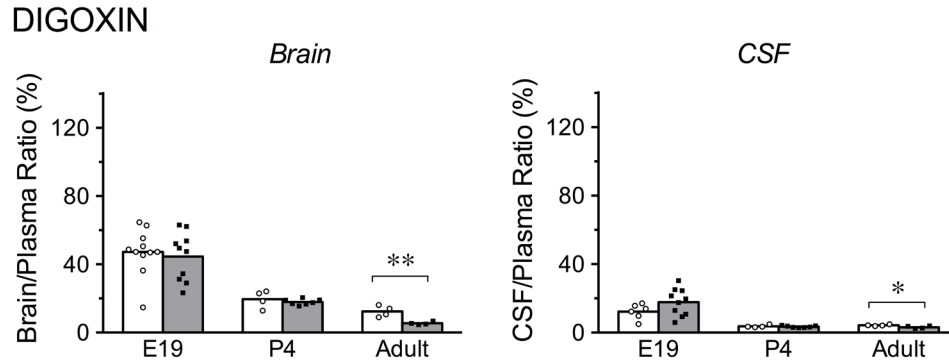 DIGOXIN
Brain
Brain/Plasma Ratio (%)
120
80
40
0
**
E19 P4 Adult
CSF
CSF/Plasma Ratio (%)
120
80
40
0
*
E19 P4 Adult